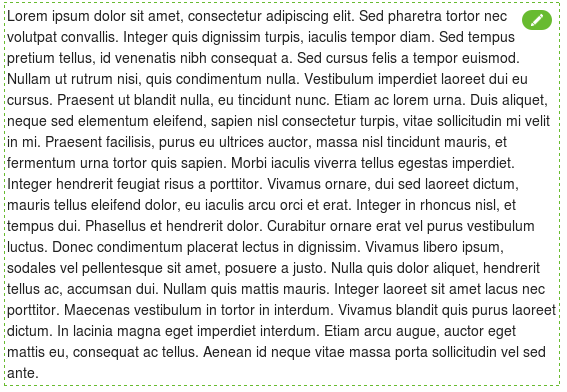 Lorem ipsum dolor sit amet, consectetur adipiscing elit. Sed pharetra tortor nec
volutpat convallis. Integer quis dignissim turpis, iaculis tempor diam. Sed tempus
pretium tellus, id venenatis nibh consequat a. Sed cursus felis a tempor euismod.
Nullam ut rutrum nisi, quis condimentum nulla. Vestibulum imperdiet laoreet dui eu
cursus. Praesent ut blandit nulla, eu tincidunt nunc. Etiam ac lorem urna. Duis aliquet,
neque sed elementum eleifend, sapien nisl consectetur turpis, vitae sollicitudin mi velit
in mi. Praesent facilisis, purus eu ultrices auctor, massa nisl tincidunt mauris, et
fermentum urna tortor quis sapien. Morbi iaculis viverra tellus egestas imperdiet.
Integer hendrerit feugiat risus a porttitor. Vivamus ornare, dui sed laoreet dictum,
mauris tellus eleifend dolor, eu iaculis arcu orci et erat. Integer in rhoncus nisl, et
tempus dui. Phasellus et hendrerit dolor. Curabitur ornare erat vel purus vestibulum
luctus. Donec condimentum placerat lectus in dignissim. Vivamus libero ipsum,
sodales vel pellentesque sit amet, posuere a justo. Nulla quis dolor aliquet, hendrerit
tellus ac, accumsan dui. Nullam quis mattis mauris. Integer laoreet sit amet lacus nec
porttitor. Maecenas vestibulum in tortor in interdum. Vivamus blandit quis purus laoreet
dictum. In lacinia magna eget imperdiet interdum. Etiam arcu augue, auctor eget
mattis eu, consequat ac tellus. Aenean id neque vitae massa porta sollicitudin vel sed
ante.